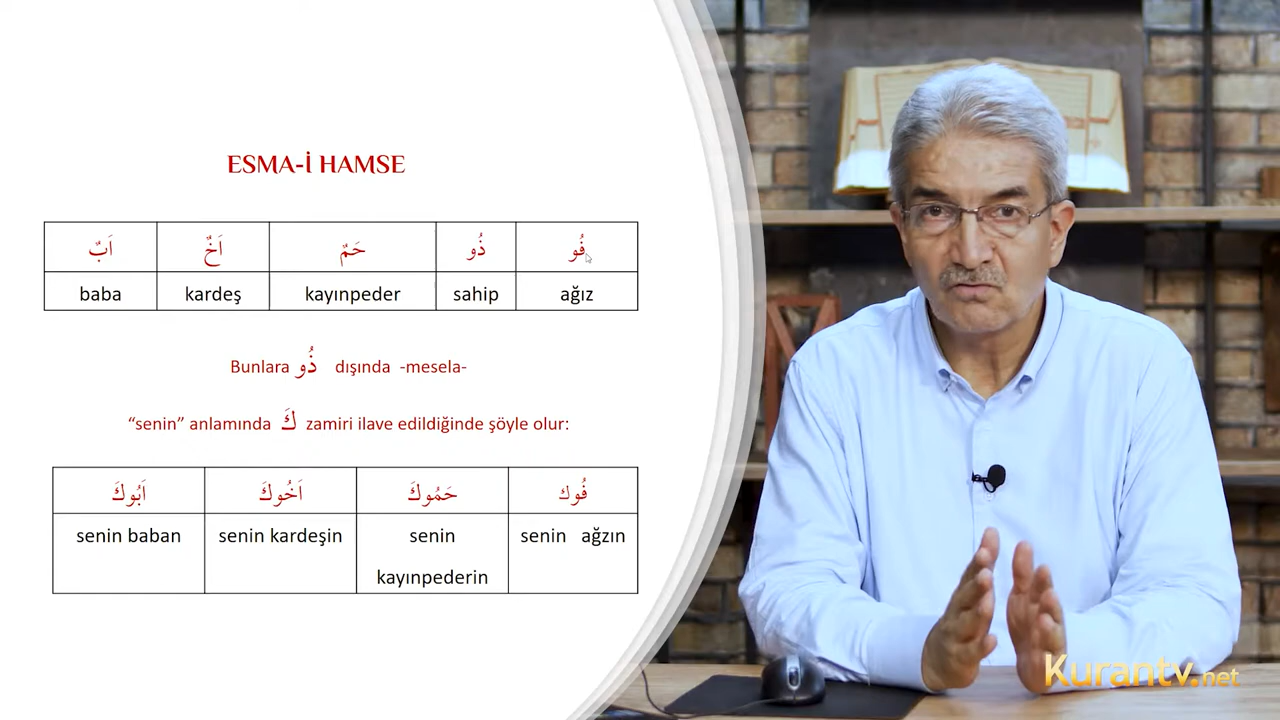 ESMA-İ HAMSE
اَبٌ اَخٌ حَمٌ ذُو فُو
baba kardeş kayınpeder sahip ağız
Bunlara ذُو dışında -mesela-
“senin” anlamında كَ zamiri ilave edildiğinde şöyle olur:
اَبُوكَ اَخُوكَ حَمُوكَ فُوك
senin baban senin kardeşin senin kayınpederin senin ağzın
Kurantv.net